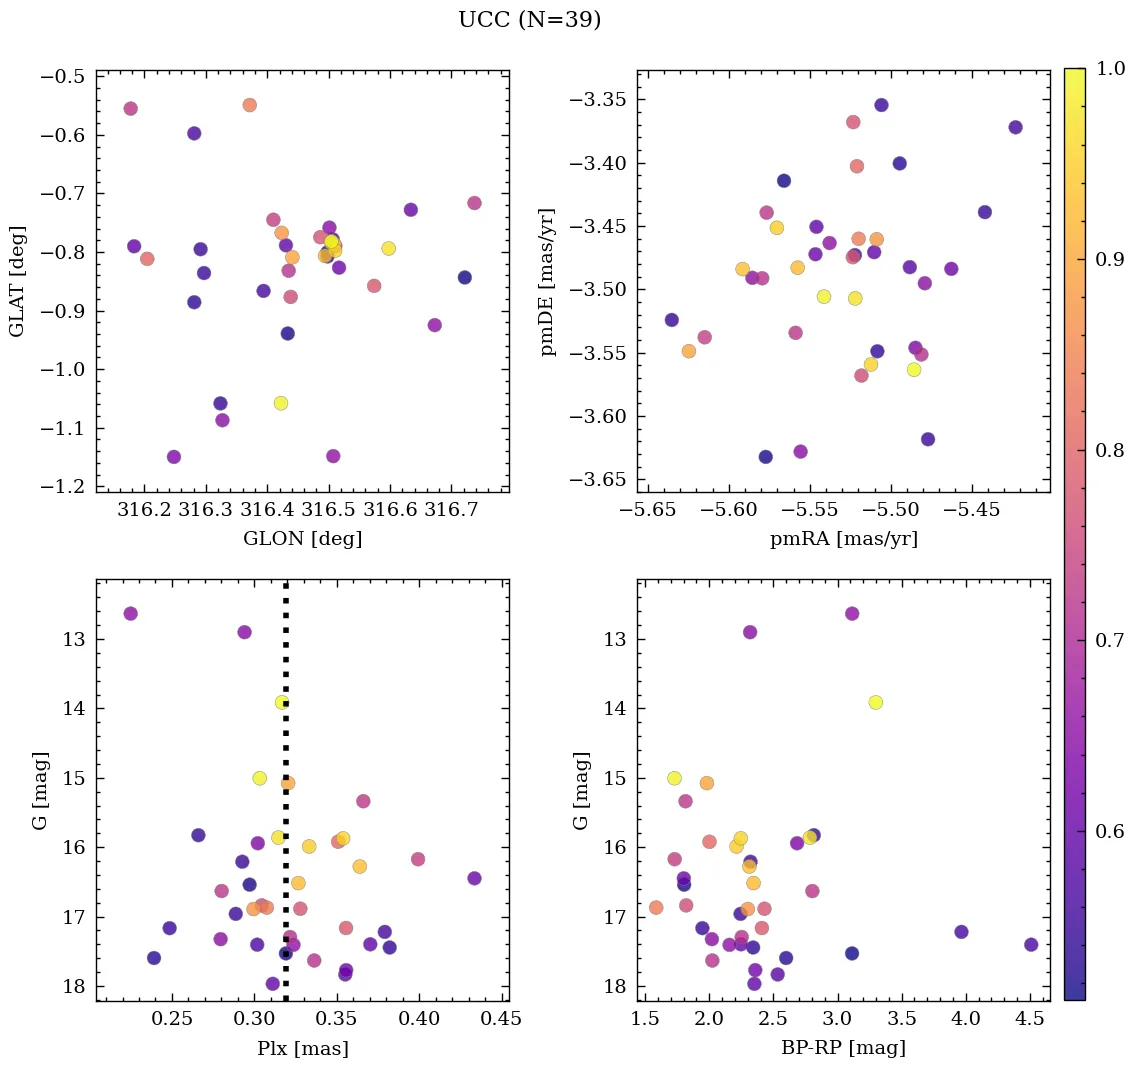 UCC (N=39)
−0.5
−0.6
−0.7
−0.8
−0.9
−1.0
−1.1
−1.2
GLAT [deg]
316.2 316.3 316.4 316.5 316.6 316.7
GLON [deg]
−3.35
−3.40
−3.45
−3.50
−3.55
−3.60
−3.65
pmDE [mas/yr]
−5.65 −5.60 −5.55 −5.50 −5.45
pmRA [mas/yr]
13
14
15
16
17
18
G [mag]
0.25 0.30 0.35 0.40 0.45
Plx [mas]
13
14
15
16
17
18
G [mag]
1.5 2.0 2.5 3.0 3.5 4.0 4.5
BP-RP [mag]
1.0
0.9
0.8
0.7
0.6